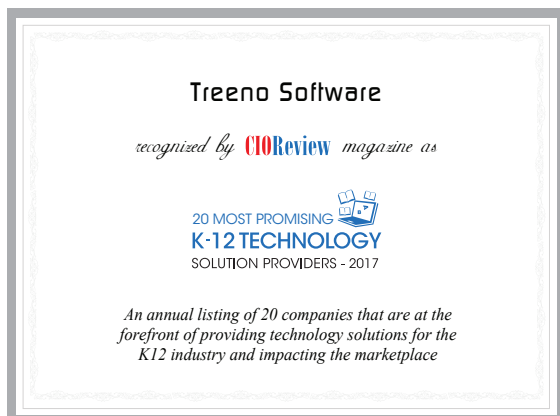 Treeno Software
recognized by CIOReview magazine as
20 MOST PROMISING
K-12 TECHNOLOGY
SOLUTION PROVIDERS - 2017
An annual listing of 20 companies that are at the
forefront of providing technology solutions for the
K12 industry and impacting the marketplace